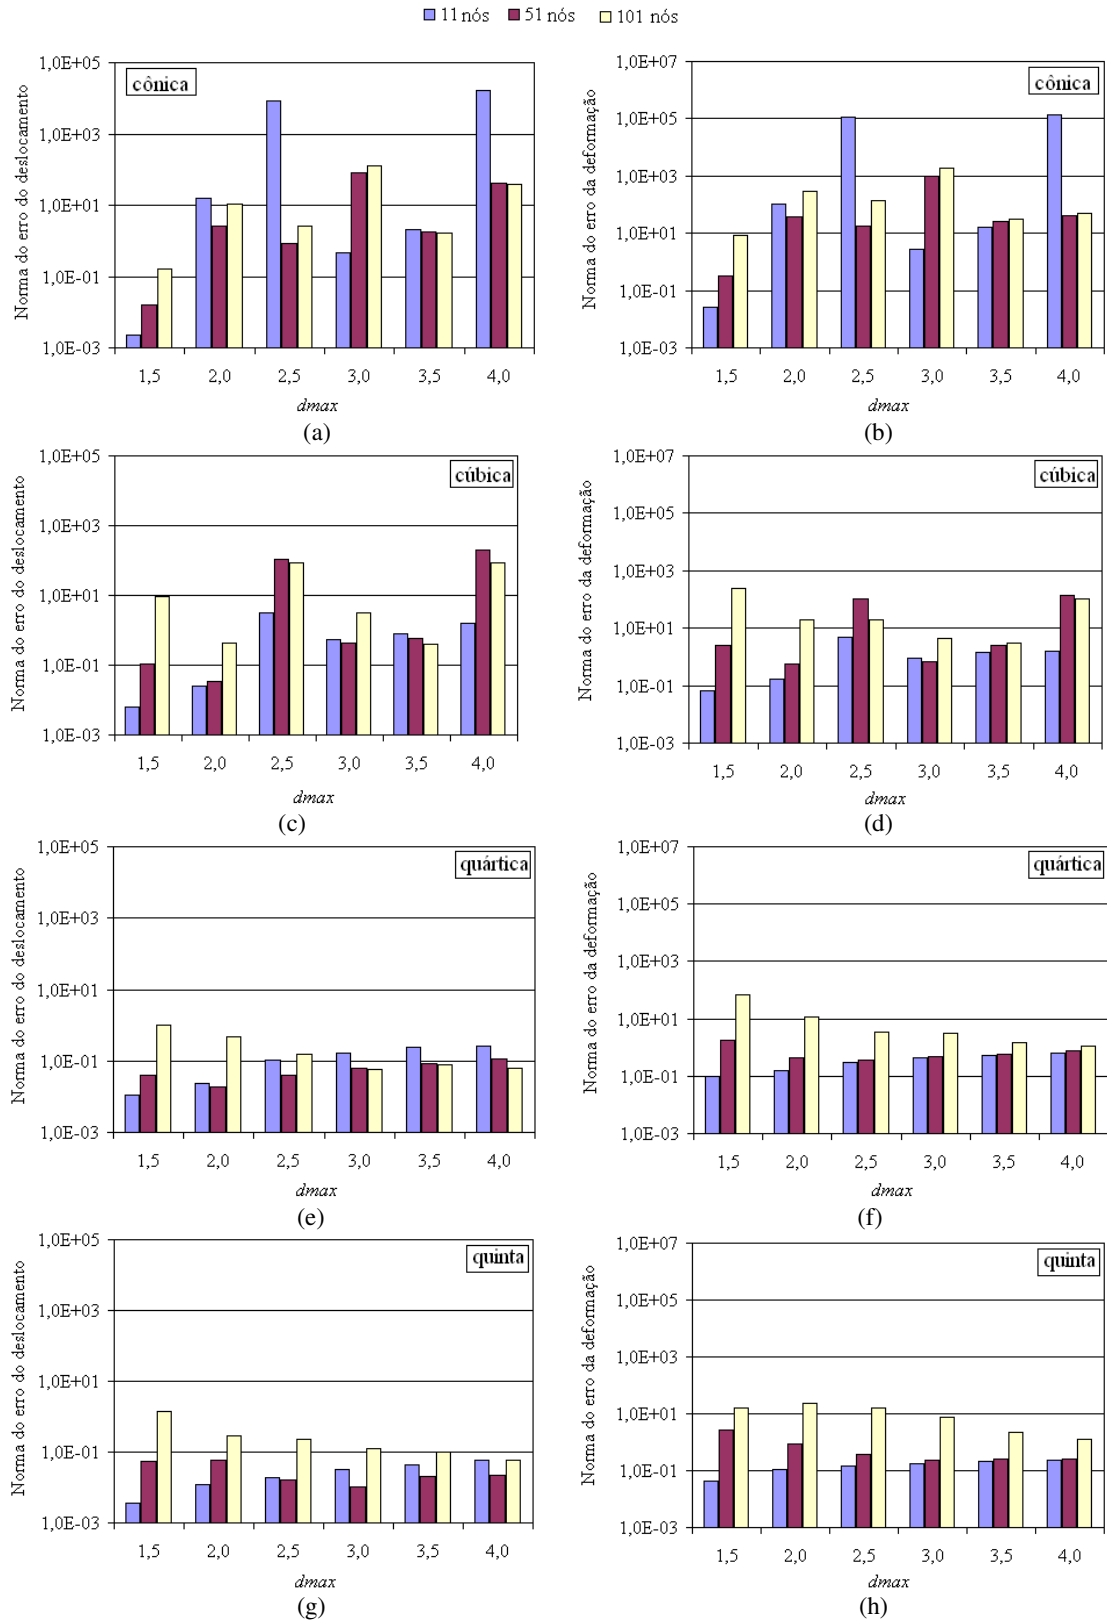 11 nós 51 nós 101 nós
Norma do erro do deslocamento
1,0E+05
1,0E+03
1,0E+01
1,0E-01
1,0E-03
cônica
1,5 2,0 2,5 3,0 3,5 4,0
dmax
(a)
Norma do erro da deformação
1,0E+07
1,0E+05
1,0E+03
1,0E+01
1,0E-01
1,0E-03
cônica
1,5 2,0 2,5 3,0 3,5 4,0
dmax
(b)
Norma do erro do deslocamento
1,0E+05
1,0E+03
1,0E+01
1,0E-01
1,0E-03
cúbica
1,5 2,0 2,5 3,0 3,5 4,0
dmax
(c)
Norma do erro da deformação
1,0E+07
1,0E+05
1,0E+03
1,0E+01
1,0E-01
1,0E-03
cúbica
1,5 2,0 2,5 3,0 3,5 4,0
dmax
(d)
Norma do erro do deslocamento
1,0E+05
1,0E+03
1,0E+01
1,0E-01
1,0E-03
quártica
1,5 2,0 2,5 3,0 3,5 4,0
dmax
(e)
Norma do erro da deformação
1,0E+07
1,0E+05
1,0E+03
1,0E+01
1,0E-01
1,0E-03
quártica
1,5 2,0 2,5 3,0 3,5 4,0
dmax
(f)
Norma do erro do deslocamento
1,0E+05
1,0E+03
1,0E+01
1,0E-01
1,0E-03
quinta
1,5 2,0 2,5 3,0 3,5 4,0
dmax
(g)
Norma do erro da deformação
1,0E+07
1,0E+05
1,0E+03
1,0E+01
1,0E-01
1,0E-03
quinta
1,5 2,0 2,5 3,0 3,5 4,0
dmax
(h)